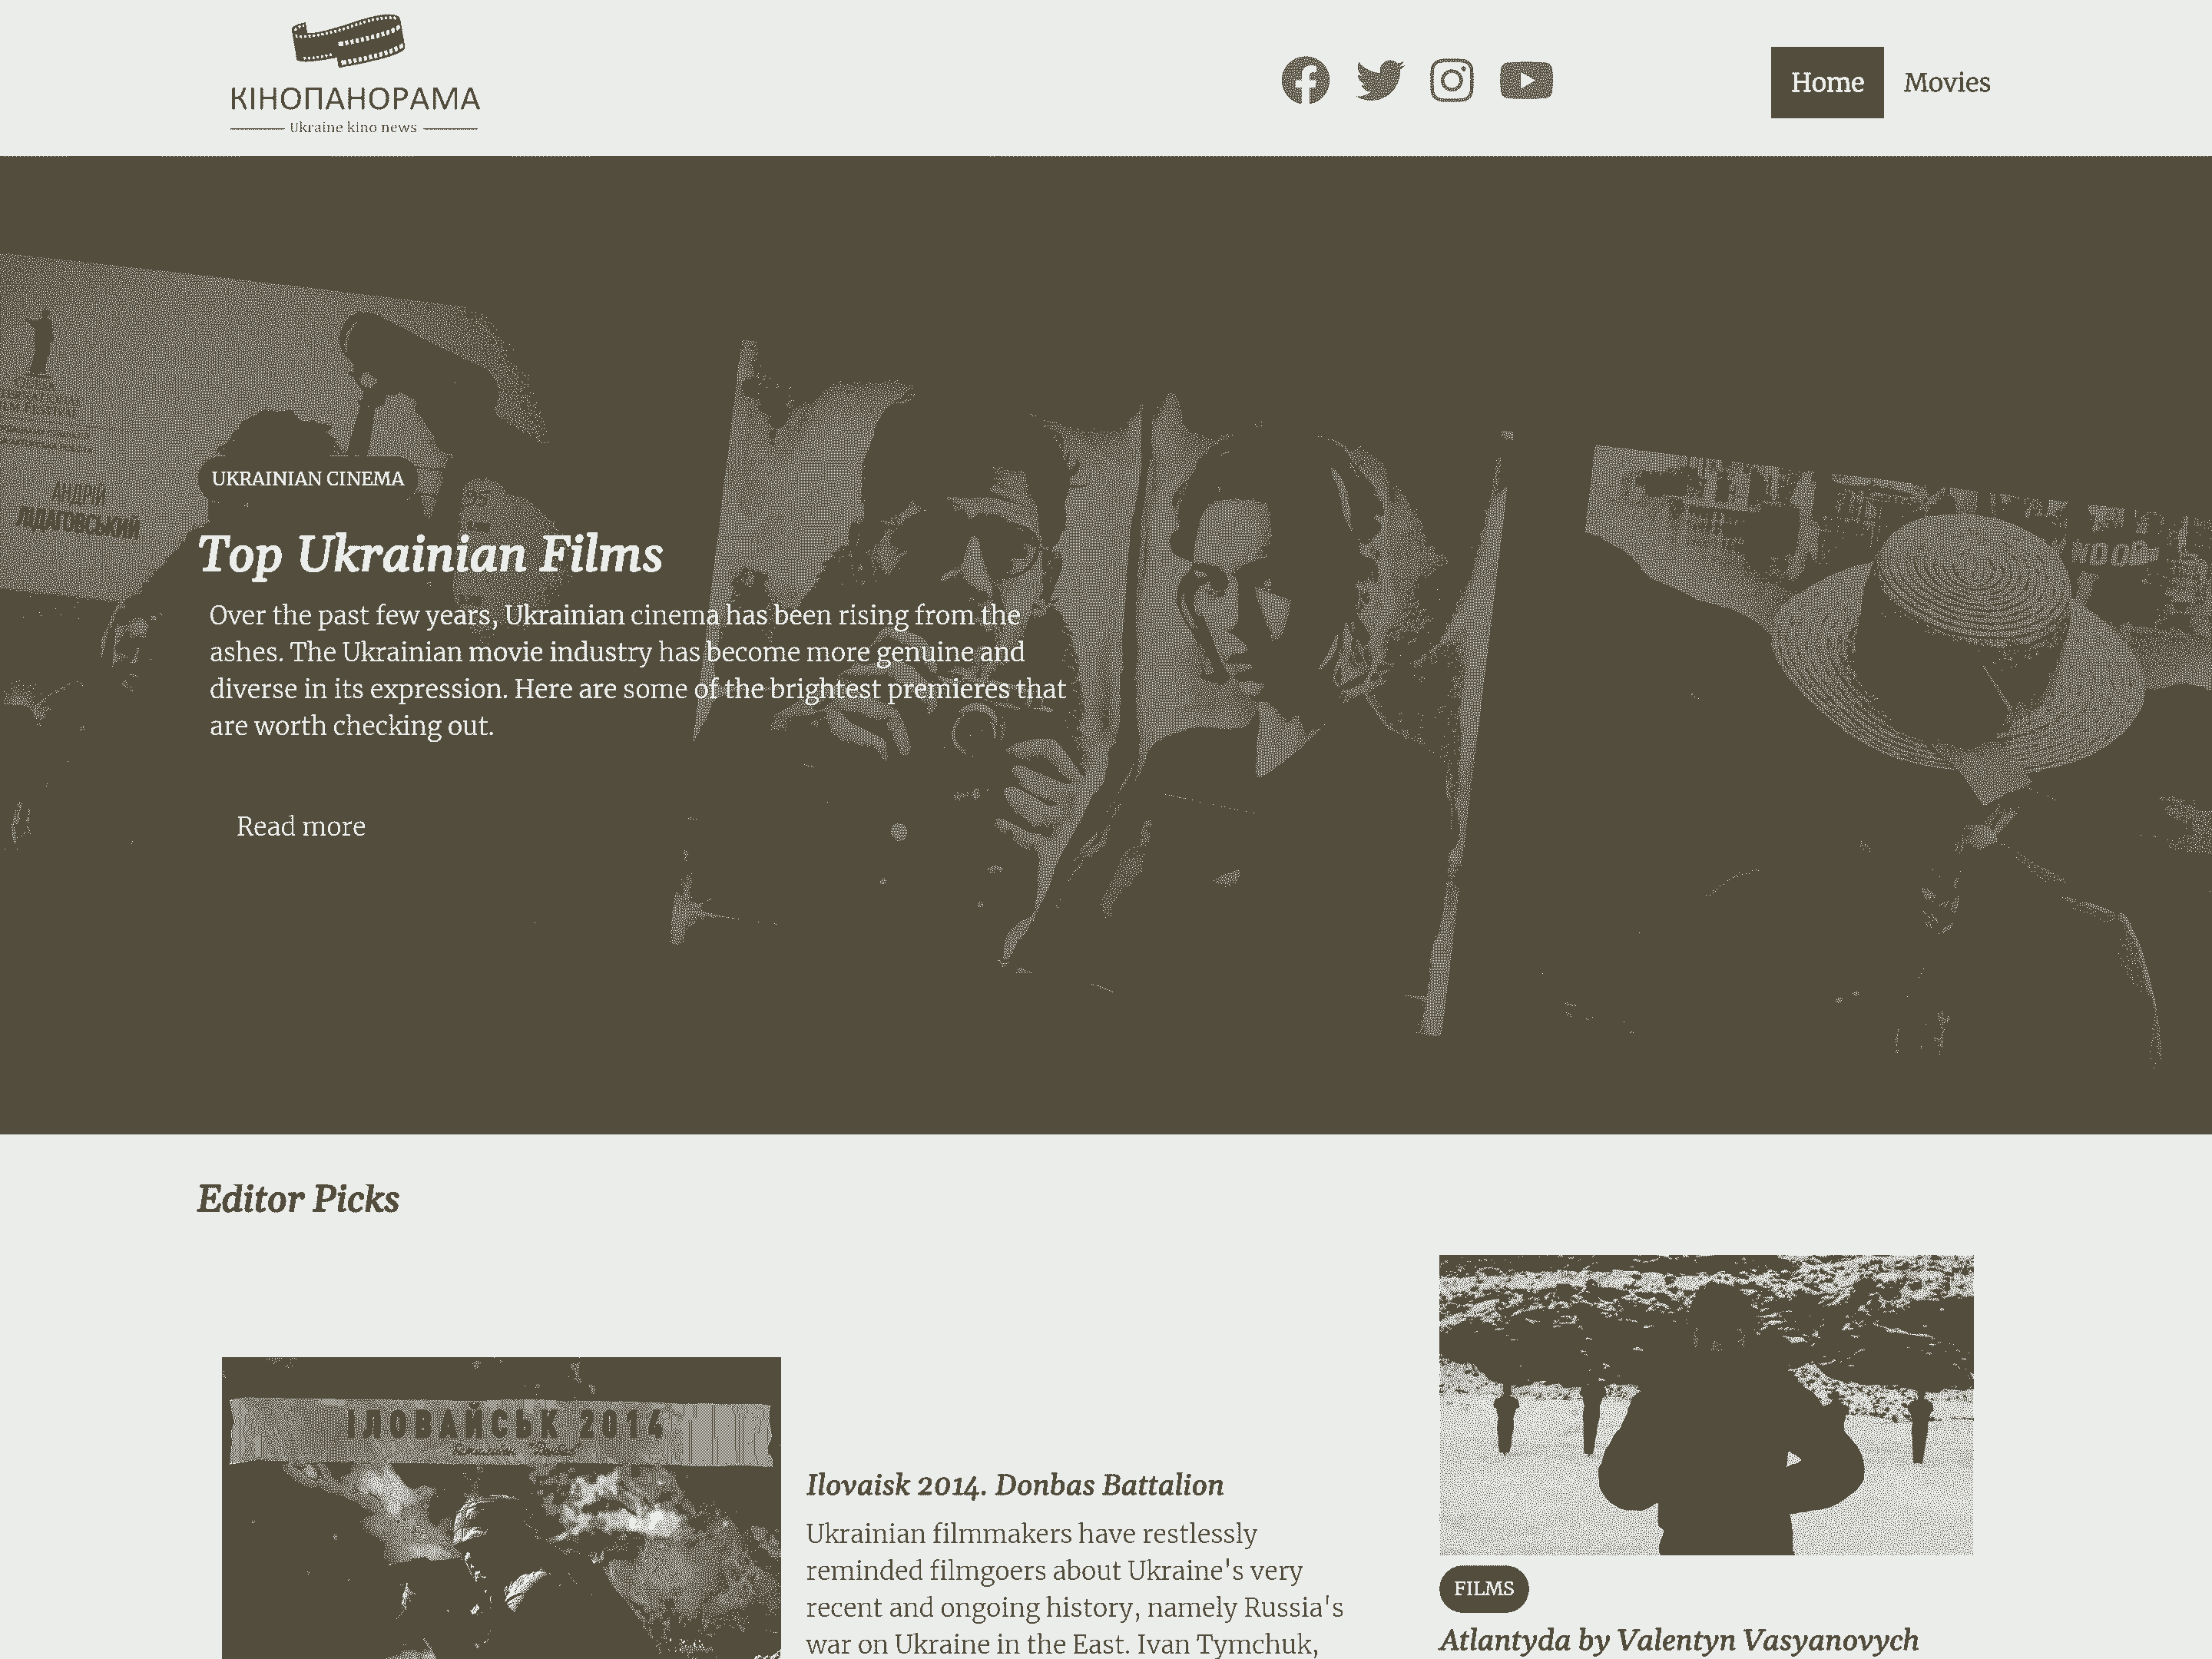 КІНОПАНОРАМА
Ukraine kino news
Home
Movies
ODESA
АНДРІЙ
UKRAINIAN CINEMA
Top Ukrainian Films
Over the past few years, Ukrainian cinema has been rising from the
ashes. The Ukrainian movie industry has become more genuine and
diverse in its expression. Here are some of the brightest premieres that
are worth checking out.
Read more
Editor Picks
ІЛОВАЙСЬК 2014
Батальйон "Донбас"
Ilovaisk 2014. Donbas Battalion
Ukrainian filmmakers have restlessly
reminded filmgoers about Ukraine's very
recent and ongoing history, namely Russia's
war on Ukraine in the East. Ivan Tymchuk,
FILMS
Atlantyda by Valentyn Vasyanovych